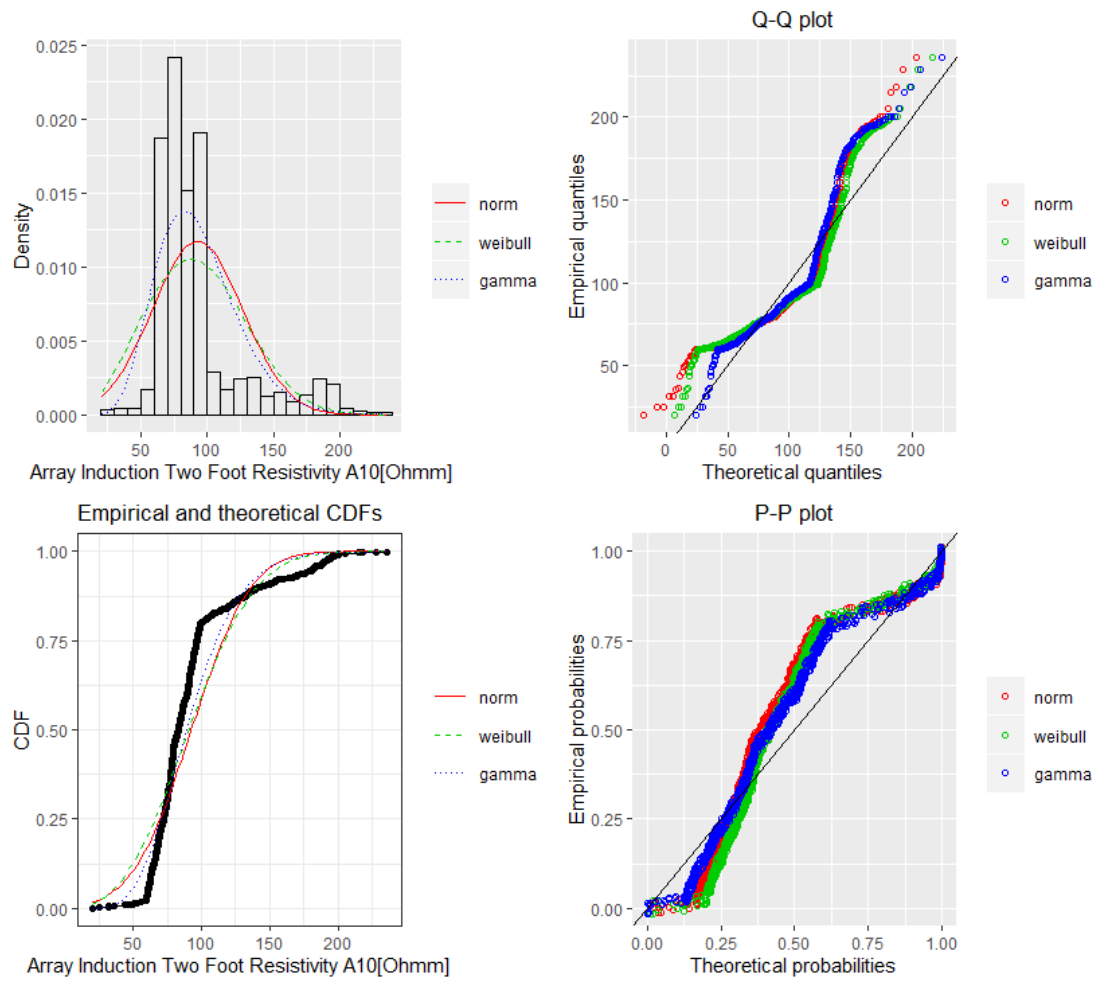 0.025
0.020
0.015
0.010
0.005
0.000
Density
50 100 150 200
Array Induction Two Foot Resistivity A10[Ohmm]
norm
weibull
gamma
Q-Q plot
200
150
100
50
Empirical quantiles
0 50 100 150 200
Theoretical quantiles
norm
weibull
gamma
Empirical and theoretical CDFs
1.00
0.75
0.50
0.25
0.00
CDF
50 100 150 200
Array Induction Two Foot Resistivity A10[Ohmm]
norm
weibull
gamma
P-P plot
1.00
0.75
0.50
0.25
0.00
Empirical probabilities
0.00 0.25 0.50 0.75 1.00
Theoretical probabilities
norm
weibull
gamma